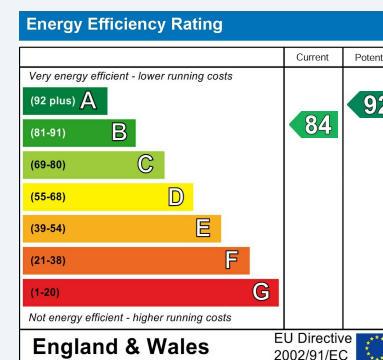 Energy Efficiency Rating
Current Potent
Very energy efficient - lower running costs
(92 plus) A
92
(81-91) B
84
(69-80) C
(55-68) D
(39-54) E
(21-38) F
(1-20) G
Not energy efficient - higher running costs
England & Wales
EU Directive
2002/91/EC